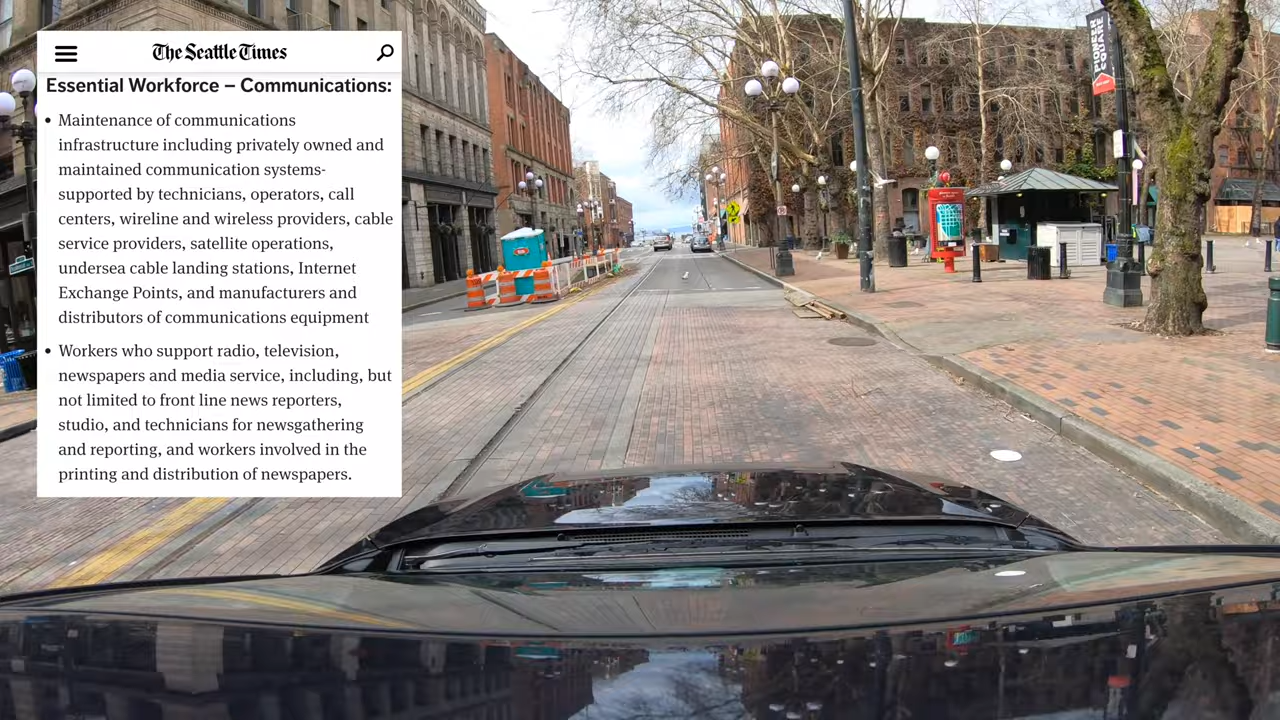 The Seattle Times
Essential Workforce – Communications:
• Maintenance of communications
infrastructure including privately owned and
maintained communication systems-
supported by technicians, operators, call
centers, wireline and wireless providers, cable
service providers, satellite operations,
undersea cable landing stations, Internet
Exchange Points, and manufacturers and
distributors of communications equipment
• Workers who support radio, television,
newspapers and media service, including, but
not limited to front line news reporters,
studio, and technicians for newsgathering
and reporting, and workers involved in the
printing and distribution of newspapers.
PIONEER
SQUARE